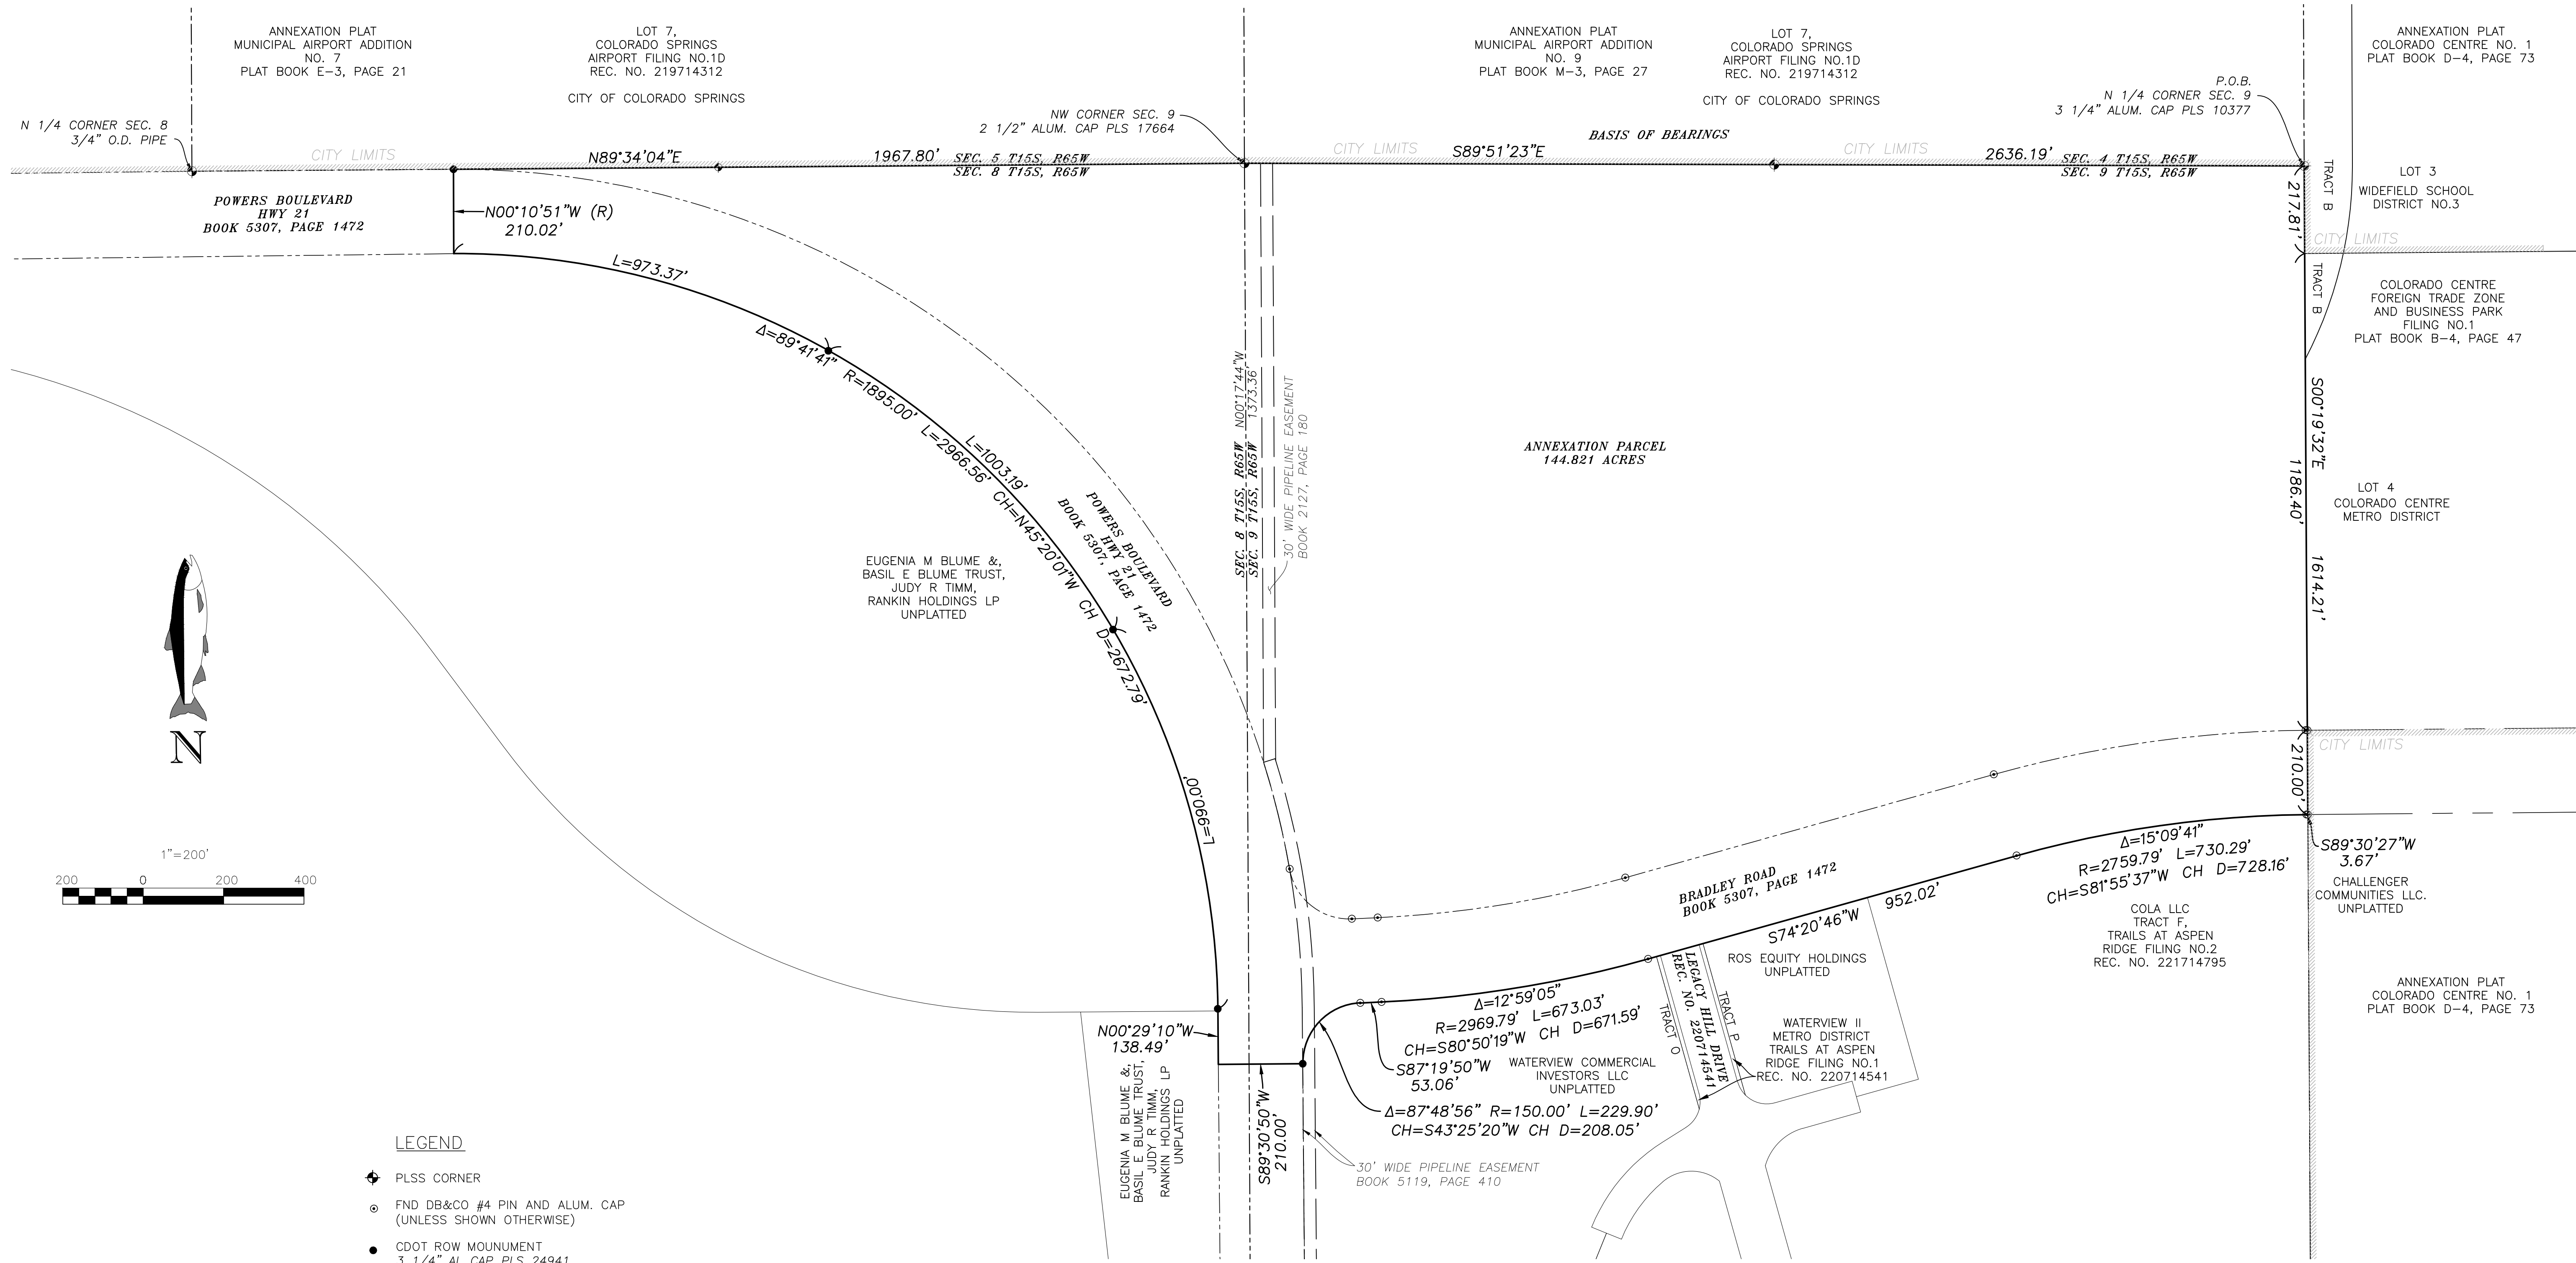 ANNEXATION PLAT
MUNICIPAL AIRPORT ADDITION
NO. 7
PLAT BOOK E-3, PAGE 21
LOT 7,
COLORADO SPRINGS
AIRPORT FILING NO.1D
REC. NO. 219714312
CITY OF COLORADO SPRINGS
ANNEXATION PLAT
MUNICIPAL AIRPORT ADDITION
NO. 9
PLAT BOOK M-3, PAGE 27
LOT 7,
COLORADO SPRINGS
AIRPORT FILING NO.1D
REC. NO. 219714312
CITY OF COLORADO SPRINGS
ANNEXATION PLAT
COLORADO CENTRE NO. 1
PLAT BOOK D-4, PAGE 73
P.O.B.
N 1/4 CORNER SEC. 9
3 1/4" ALUM. CAP PLS 10377
N 1/4 CORNER SEC. 8
3/4" O.D. PIPE
NW CORNER SEC. 9
2 1/2" ALUM. CAP PLS 17664
CITY LIMITS
N89°34'04"E
1967.80'
SEC. 5 T15S, R65W
SEC. 8 T15S, R65W
CITY LIMITS
S89°51'23"E
BASIS OF BEARINGS
CITY LIMITS
2636.19'
SEC. 4 T15S, R65W
SEC. 9 T15S, R65W
TRACT B
217.81'
LOT 3
WIDEFIELD SCHOOL
DISTRICT NO.3
CITY LIMITS
TRACT B
POWERS BOULEVARD
HWY 21
BOOK 5307, PAGE 1472
N00°10'51"W (R)
210.02'
L=973.37'
Δ=89°41'41" R=1895.00' L=2966.56' CH=N45°20'01"W CH D=2672.79'
L=1003.19'
L=990.00'
POWERS BOULEVARD
HWY 21
BOOK 5307, PAGE 1472
SEC. 8 T15S, R65W N00°17'44"W
SEC. 9 T15S, R65W 1373.36'
30' WIDE PIPELINE EASEMENT
BOOK 2127, PAGE 180
ANNEXATION PARCEL
144.821 ACRES
COLORADO CENTRE
FOREIGN TRADE ZONE
AND BUSINESS PARK
FILING NO.1
PLAT BOOK B-4, PAGE 47
S00°19'32"E
1186.40'
1614.21'
LOT 4
COLORADO CENTRE
METRO DISTRICT
EUGENIA M BLUME &,
BASIL E BLUME TRUST,
JUDY R TIMM,
RANKIN HOLDINGS LP
UNPLATTED
N
1"=200'
200 0 200 400
CITY LIMITS
210.00'
S89°30'27"W
3.67'
CHALLENGER
COMMUNITIES LLC.
UNPLATTED
Δ=15°09'41"
R=2759.79' L=730.29'
CH=S81°55'37"W CH D=728.16'
COLA LLC
TRACT F,
TRAILS AT ASPEN
RIDGE FILING NO.2
REC. NO. 221714795
BRADLEY ROAD
BOOK 5307, PAGE 1472
S74°20'46"W
952.02'
ROS EQUITY HOLDINGS
UNPLATTED
LEGACY HILL DRIVE
REC. NO. 220714541
TRACT O
TRACT P
WATERVIEW II
METRO DISTRICT
TRAILS AT ASPEN
RIDGE FILING NO.1
REC. NO. 220714541
Δ=12°59'05"
R=2969.79' L=673.03'
CH=S80°50'19"W CH D=671.59'
S87°19'50"W
53.06'
WATERVIEW COMMERCIAL
INVESTORS LLC
UNPLATTED
Δ=87°48'56" R=150.00' L=229.90'
CH=S43°25'20"W CH D=208.05'
30' WIDE PIPELINE EASEMENT
BOOK 5119, PAGE 410
ANNEXATION PLAT
COLORADO CENTRE NO. 1
PLAT BOOK D-4, PAGE 73
N00°29'10"W
138.49'
EUGENIA M BLUME &,
BASIL E BLUME TRUST,
JUDY R TIMM,
RANKIN HOLDINGS LP
UNPLATTED
S89°30'50"W
210.00'
LEGEND
PLSS CORNER
FND DB&CO #4 PIN AND ALUM. CAP
(UNLESS SHOWN OTHERWISE)
CDOT ROW MOUNUMENT
3 1/4" AL CAP PLS 24941